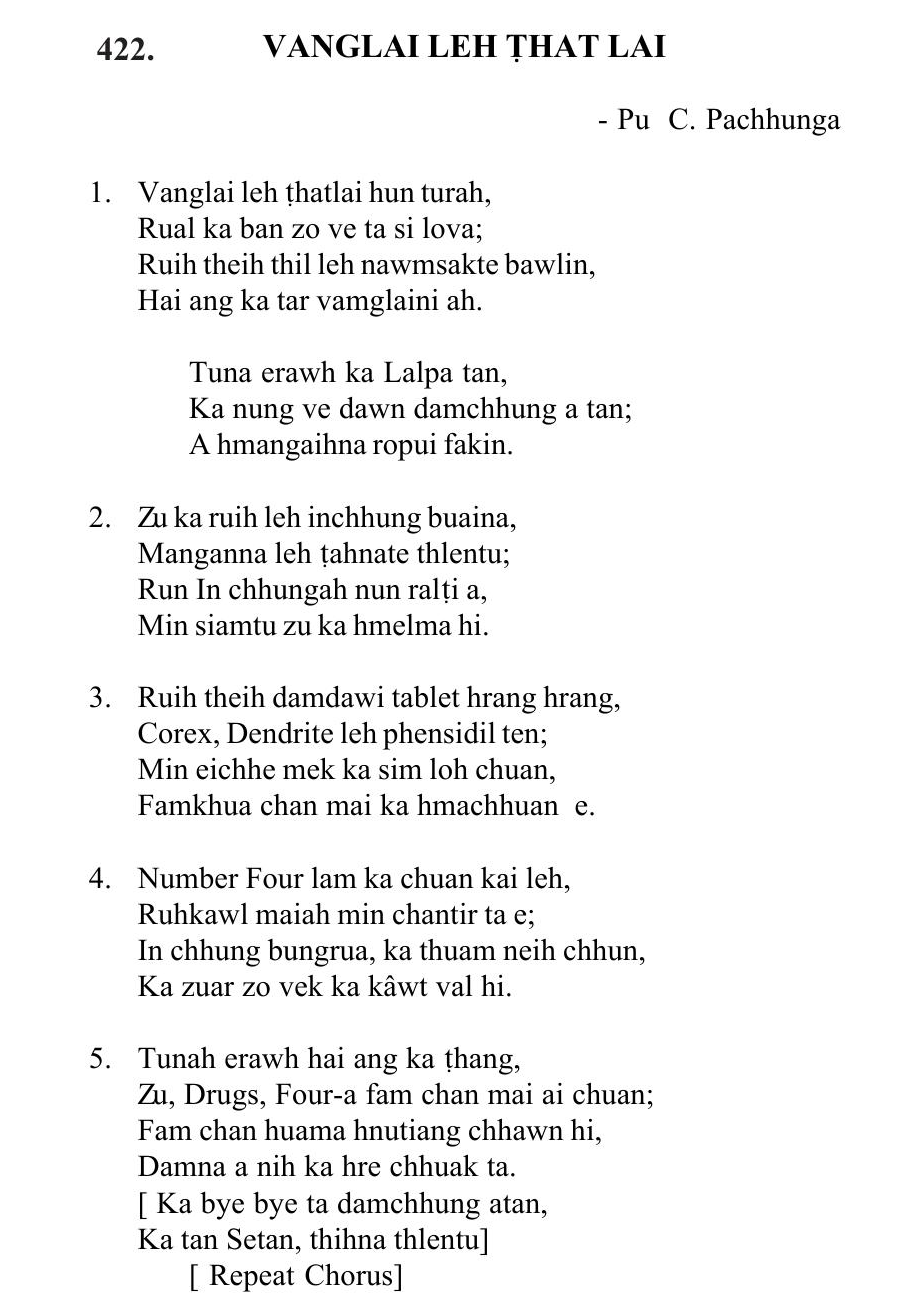 422. VANGLAI LEH ṬHAT LAI
- Pu C. Pachhunga
1. Vanglai leh ṭhatlai hun turah,
Rual ka ban zo ve ta si lova;
Ruih theih thil leh nawmsakte bawlin,
Hai ang ka tar vamglaini ah.
Tuna erawh ka Lalpa tan,
Ka nung ve dawn damchhung a tan;
A hmangaihna ropui fakin.
2. Zu ka ruih leh inchhung buaina,
Manganna leh ṭahnate thlentu;
Run In chhungah nun ralṭi a,
Min siamtu zu ka hmelma hi.
3. Ruih theih damdawi tablet hrang hrang,
Corex, Dendrite leh phensidil ten;
Min eichhe mek ka sim loh chuan,
Famkhua chan mai ka hmachhuan e.
4. Number Four lam ka chuan kai leh,
Ruhkawl maiah min chantir ta e;
In chhung bungrua, ka thuam neih chhun,
Ka zuar zo vek ka kâwt val hi.
5. Tunah erawh hai ang ka ṭhang,
Zu, Drugs, Four-a fam chan mai ai chuan;
Fam chan huama hnutiang chhawn hi,
Damna a nih ka hre chhuak ta.
[ Ka bye bye ta damchhung atan,
Ka tan Setan, thihna thlentu]
[ Repeat Chorus]